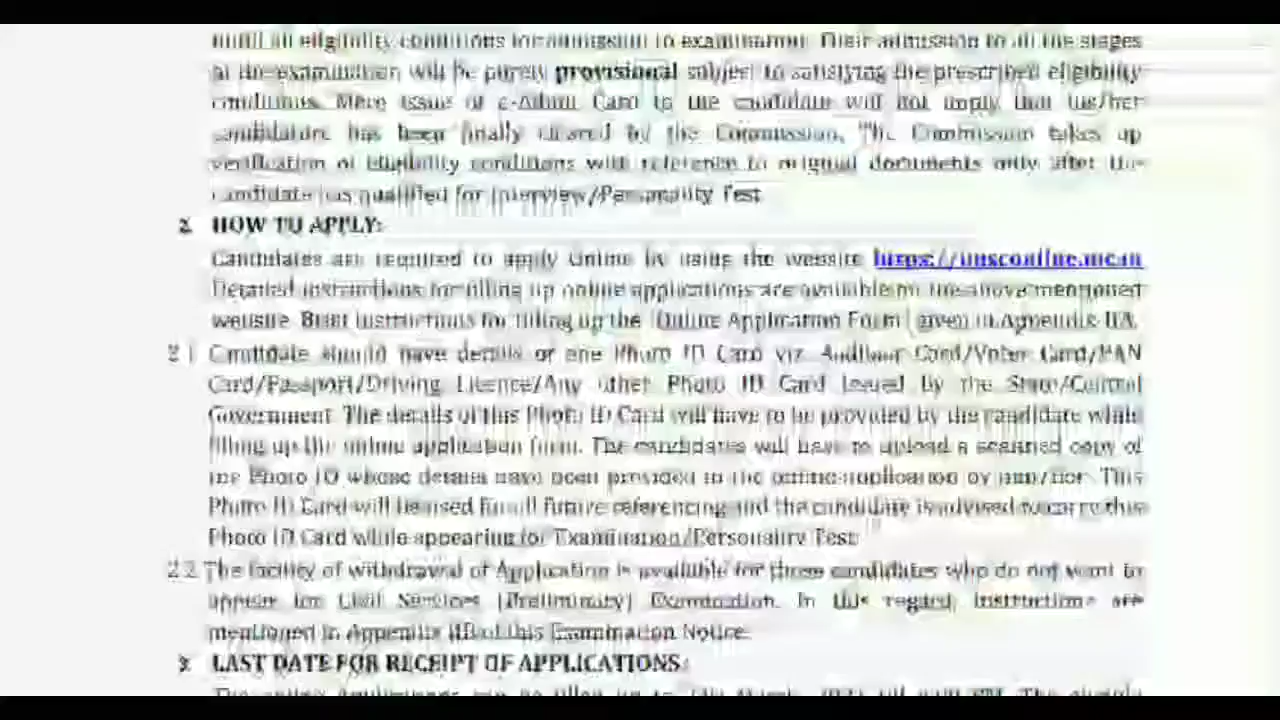 fulfil all eligibility conditions for admission to examination. Their admission to all the stages
of the examination will be purely provisional subject to satisfying the prescribed eligibility
conditions. Mere issue of e-Admit Card to the candidate will not imply that his/her
candidature has been finally cleared by the Commission. The Commission takes up
verification of eligibility conditions with reference to original documents only after the
candidate has qualified for Interview/Personality Test.
2. HOW TO APPLY:
Candidates are required to apply Online by using the website https://upsconline.nic.in
Detailed instructions for filling up online applications are available on the above mentioned
website. Brief Instructions for filling up the "Online Application Form" given in Appendix-IIA.
2.1 Candidate should have details of one Photo ID Card viz. Aadhaar Card/Voter Card/PAN
Card/Passport/Driving Licence/Any other Photo ID Card issued by the State/Central
Government. The details of this Photo ID Card will have to be provided by the candidate while
filling up the online application form. The candidates will have to upload a scanned copy of
the Photo ID whose details have been provided in the online application by him/her. This
Photo ID Card will be used for all future referencing and the candidate is advised to carry this
Photo ID Card while appearing for Examination/Personality Test.
2.2 The facility of withdrawal of Application is available for those candidates who do not want to
appear for Civil Services (Preliminary) Examination. In this regard, Instructions are
mentioned in Appendix IIB of this Examination Notice.
3. LAST DATE FOR RECEIPT OF APPLICATIONS: